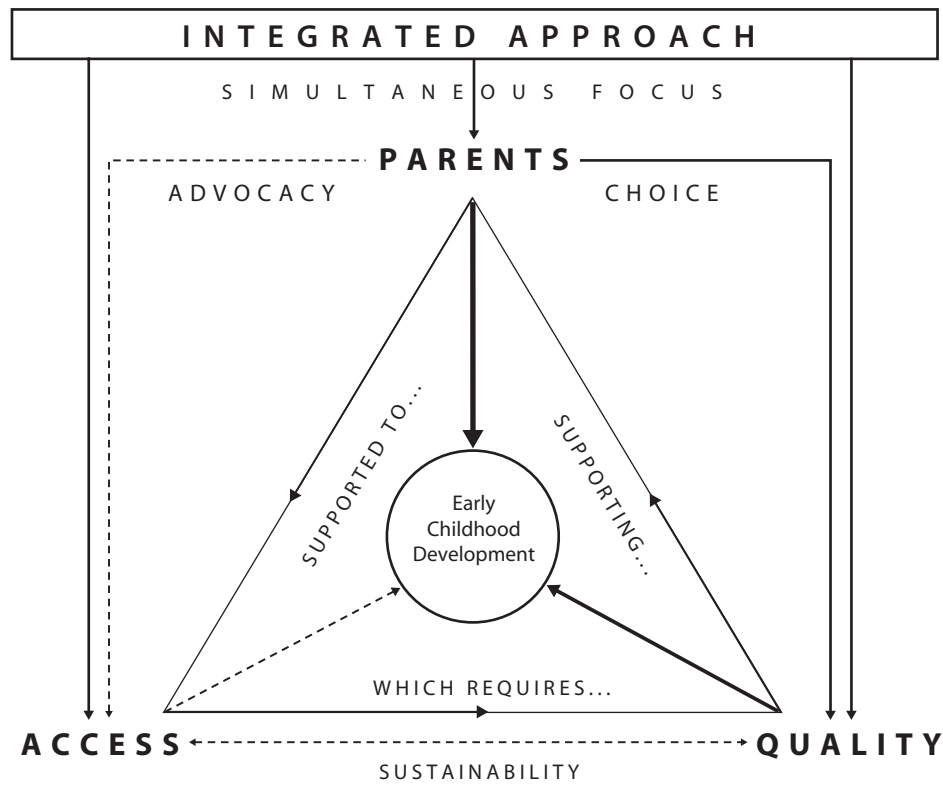 INTEGRATED APPROACH
SIMULTANEOUS FOCUS
PARENTS
ADVOCACY
CHOICE
SUPPORTED TO...
SUPPORTING...
Early
Childhood
Development
WHICH REQUIRES...
ACCESS
QUALITY
SUSTAINABILITY